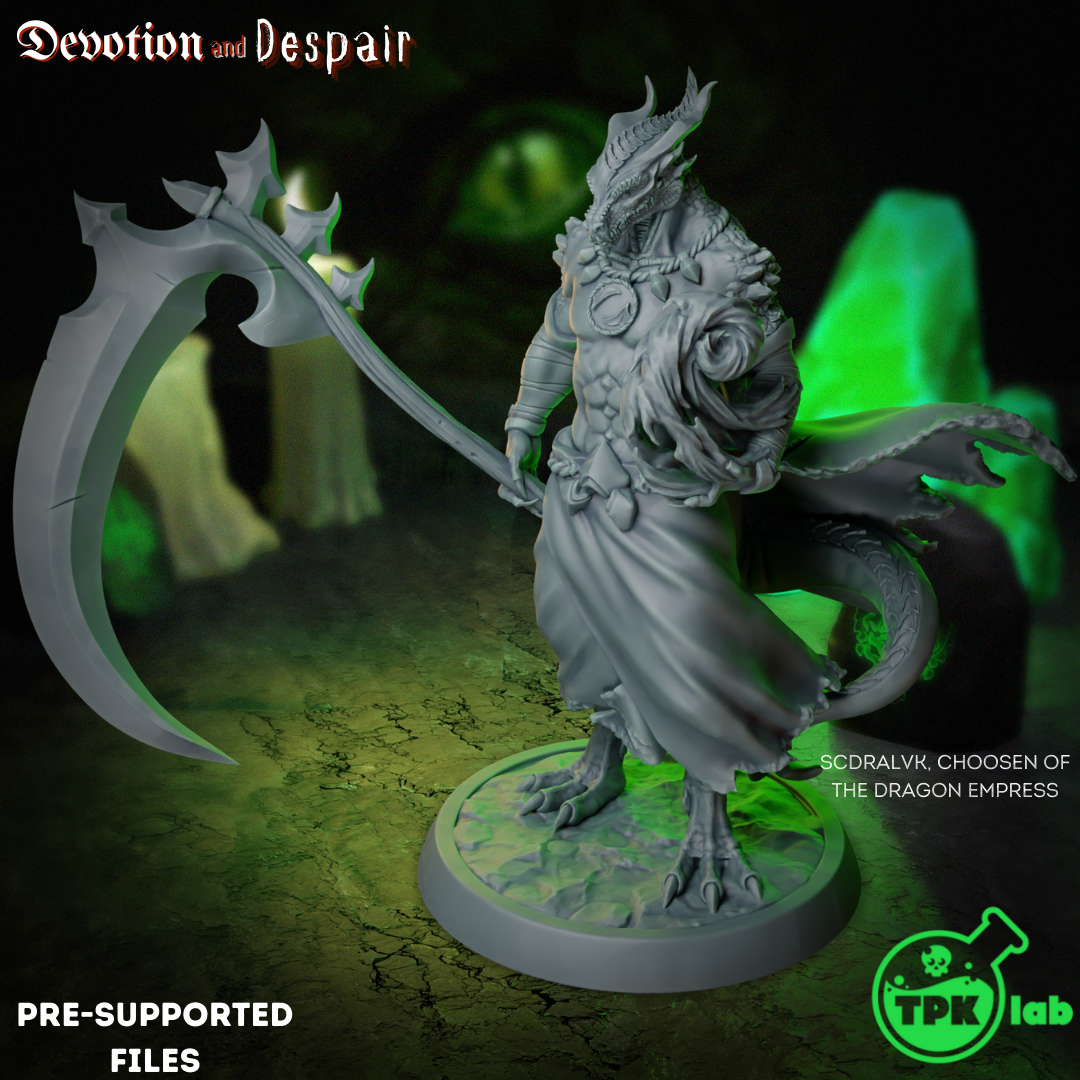 Devotion and Despair
SCDRALVK, CHOOSEN OF
THE DRAGON EMPRESS
PRE-SUPPORTED
FILES
TPK lab